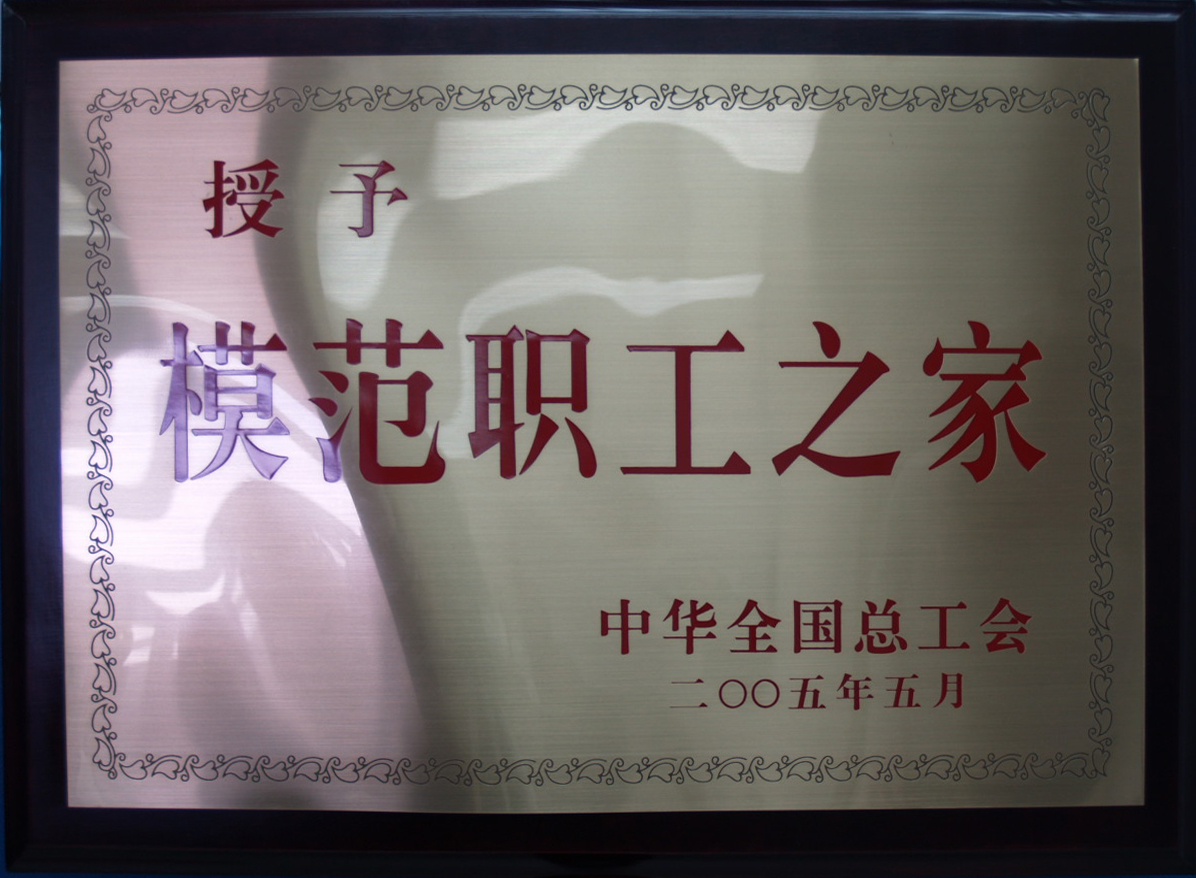 授予
模范职工之家
中华全国总工会
二〇〇五年五月